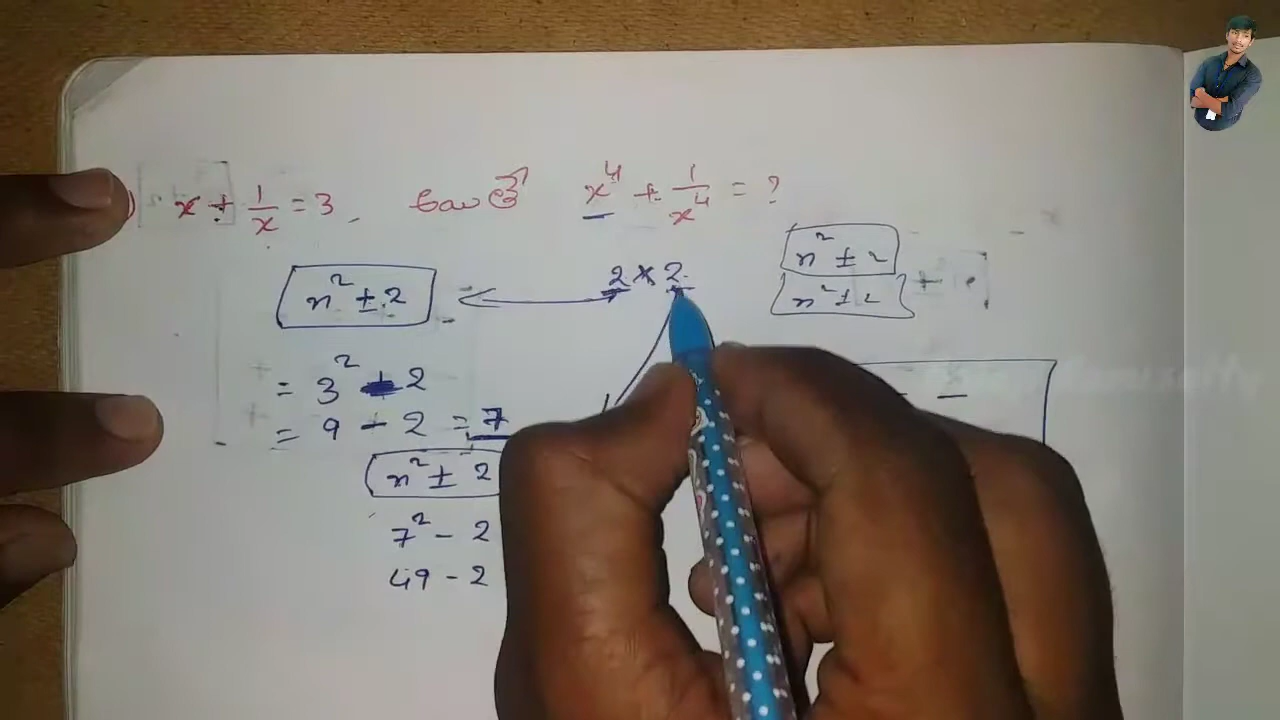 x + 1/x = 3, x⁴ + 1/x⁴ = ?
n² ± 2
2 × 2
n² ± 2
n² ± 2
= 3² - 2
= 9 - 2 = 7
n² ± 2
7² - 2
49 - 2